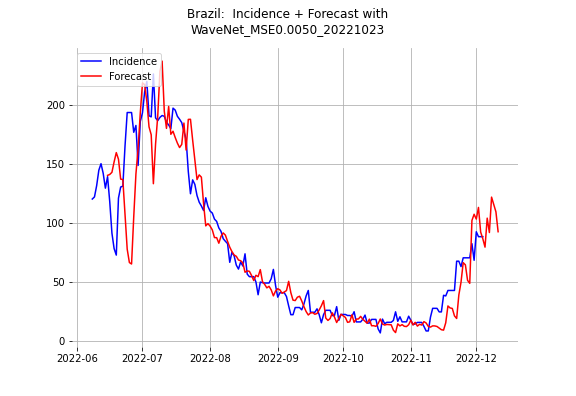 Brazil:  Incidence + Forecast with
WaveNet_MSE0.0050_20221023
Incidence
Forecast
200
150
100
50
0
2022-06 2022-07 2022-08 2022-09 2022-10 2022-11 2022-12